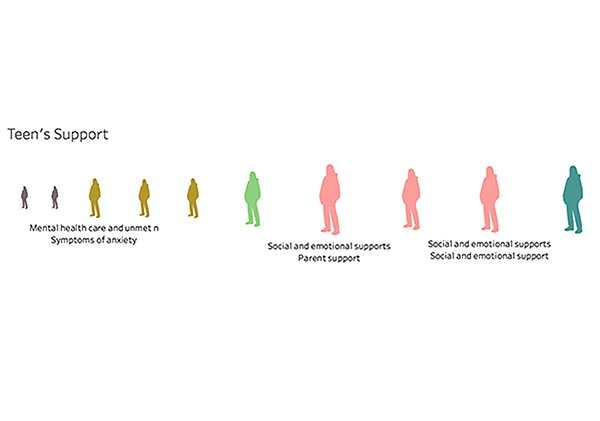 Teen's Support
Mental health care and unmet n
Symptoms of anxiety
Social and emotional supports
Parent support
Social and emotional supports
Social and emotional support